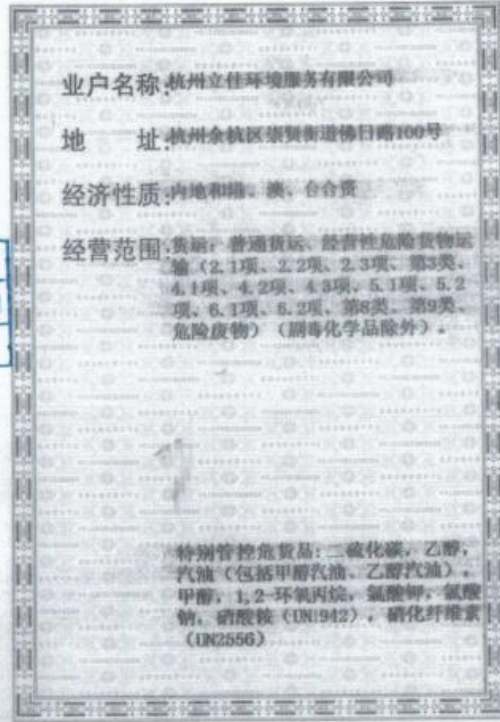 业户名称:杭州立佳环境服务有限公司
地 址:杭州余杭区崇贤街道佛日路100号
经济性质:内地和港、澳、台合资
经营范围:货运:普通货运、经营性危险货物运
输(2.1项、2.2项、2.3项、第3类、
4.1项、4.2项、4.3项、5.1项、5.2
项、6.1项、6.2项、第8类、第9类、
危险废物)(剧毒化学品除外)。
特别管控危货品:二硫化碳,乙醇,
汽油(包括甲醇汽油、乙醇汽油),
甲醇,1,2-环氧丙烷,氯酸钾,氯酸
钠,硝酸铵(UN1942),硝化纤维素
(UN2556)